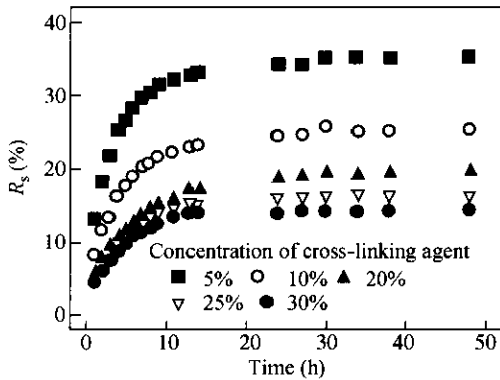 40
30
20
10
0
R_s (%)
Concentration of cross-linking agent
■ 5% ○ 10% ▲ 20%
▽ 25% ● 30%
0 10 20 30 40 50
Time (h)